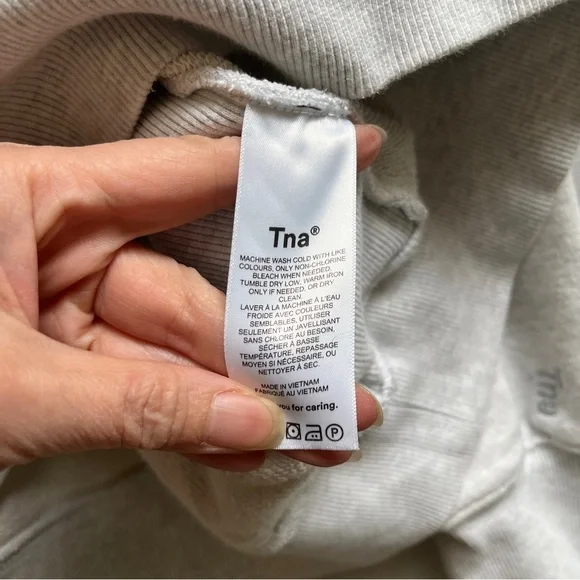 Tna®
MACHINE WASH COLD WITH LIKE
COLOURS, ONLY NON-CHLORINE
BLEACH WHEN NEEDED,
TUMBLE DRY LOW, WARM IRON
ONLY IF NEEDED, OR DRY
CLEAN.
LAVER À LA MACHINE À L'EAU
FROIDE AVEC COULEURS
SEMBLABLES, UTILISER
SEULEMENT UN JAVELLISANT
SANS CHLORE AU BESOIN,
SÉCHER À BASSE
TEMPÉRATURE, REPASSAGE
MOYEN SI NÉCESSAIRE, OU
NETTOYER À SEC.
MADE IN VIETNAM
FABRIQUÉ AU VIETNAM
you for caring.
P
Tna